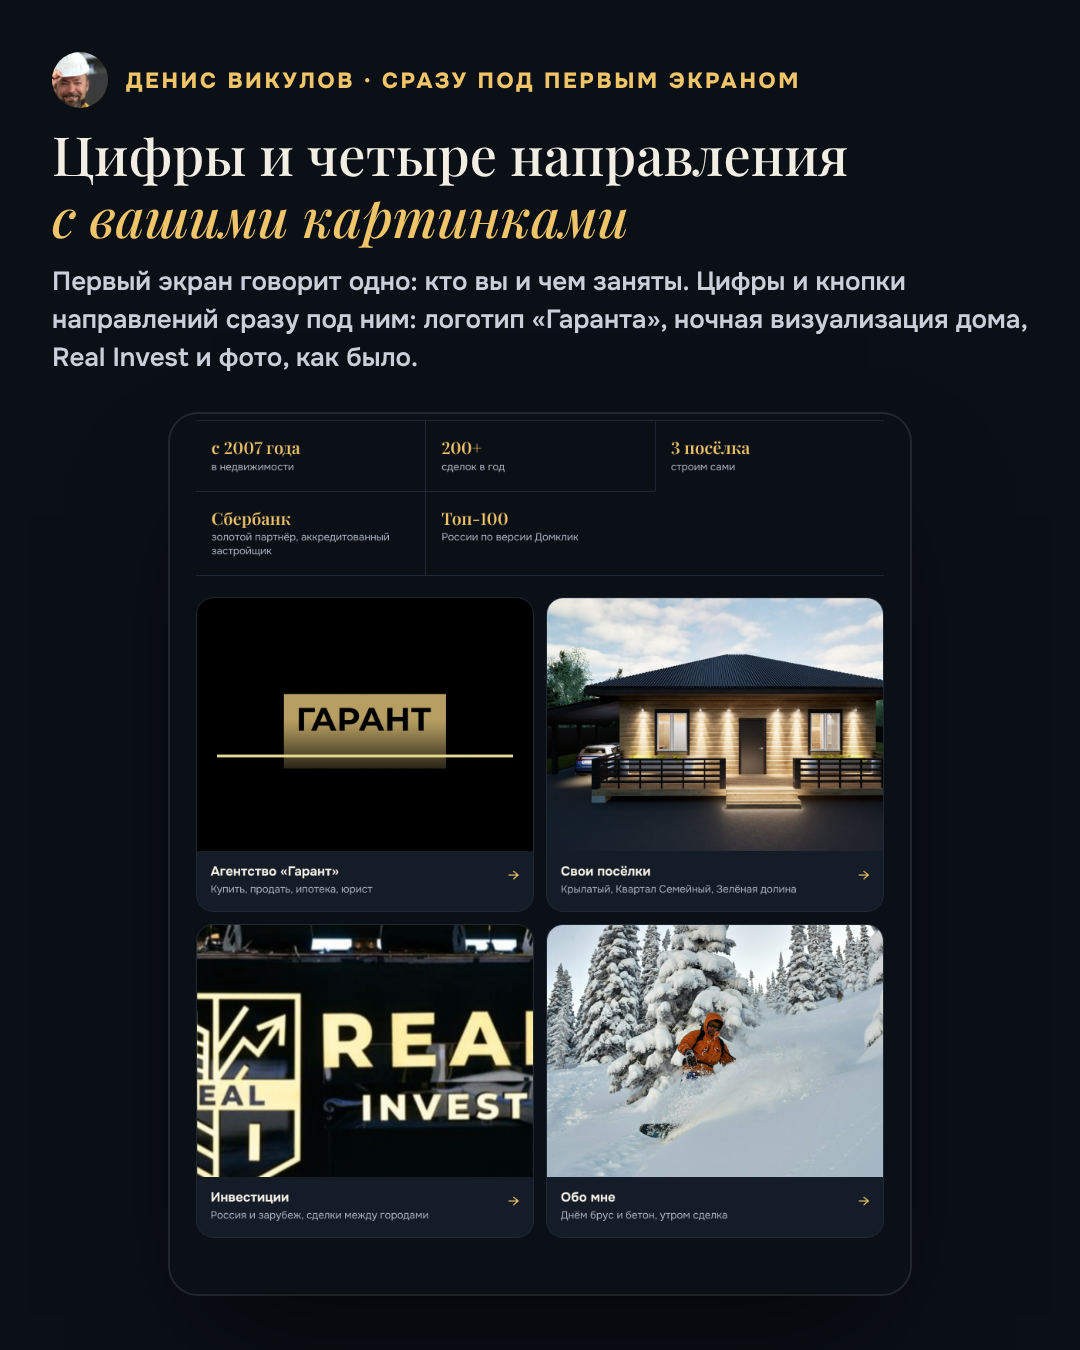 ДЕНИС ВИКУЛОВ · СРАЗУ ПОД ПЕРВЫМ ЭКРАНОМ
Цифры и четыре направления
с вашими картинками
Первый экран говорит одно: кто вы и чем заняты. Цифры и кнопки
направлений сразу под ним: логотип «Гаранта», ночная визуализация дома,
Real Invest и фото, как было.
с 2007 года
в недвижимости
200+
сделок в год
3 посёлка
строим сами
Сбербанк
золотой партнёр, аккредитованный
застройщик
Топ-100
России по версии Домклик
ГАРАНТ
Агентство «Гарант»
Купить, продать, ипотека, юрист
Свои посёлки
Крылатый, Квартал Семейный, Зелёная долина
EAL
REAL
INVEST
Инвестиции
Россия и зарубеж, сделки между городами
Обо мне
Днём брус и бетон, утром сделка